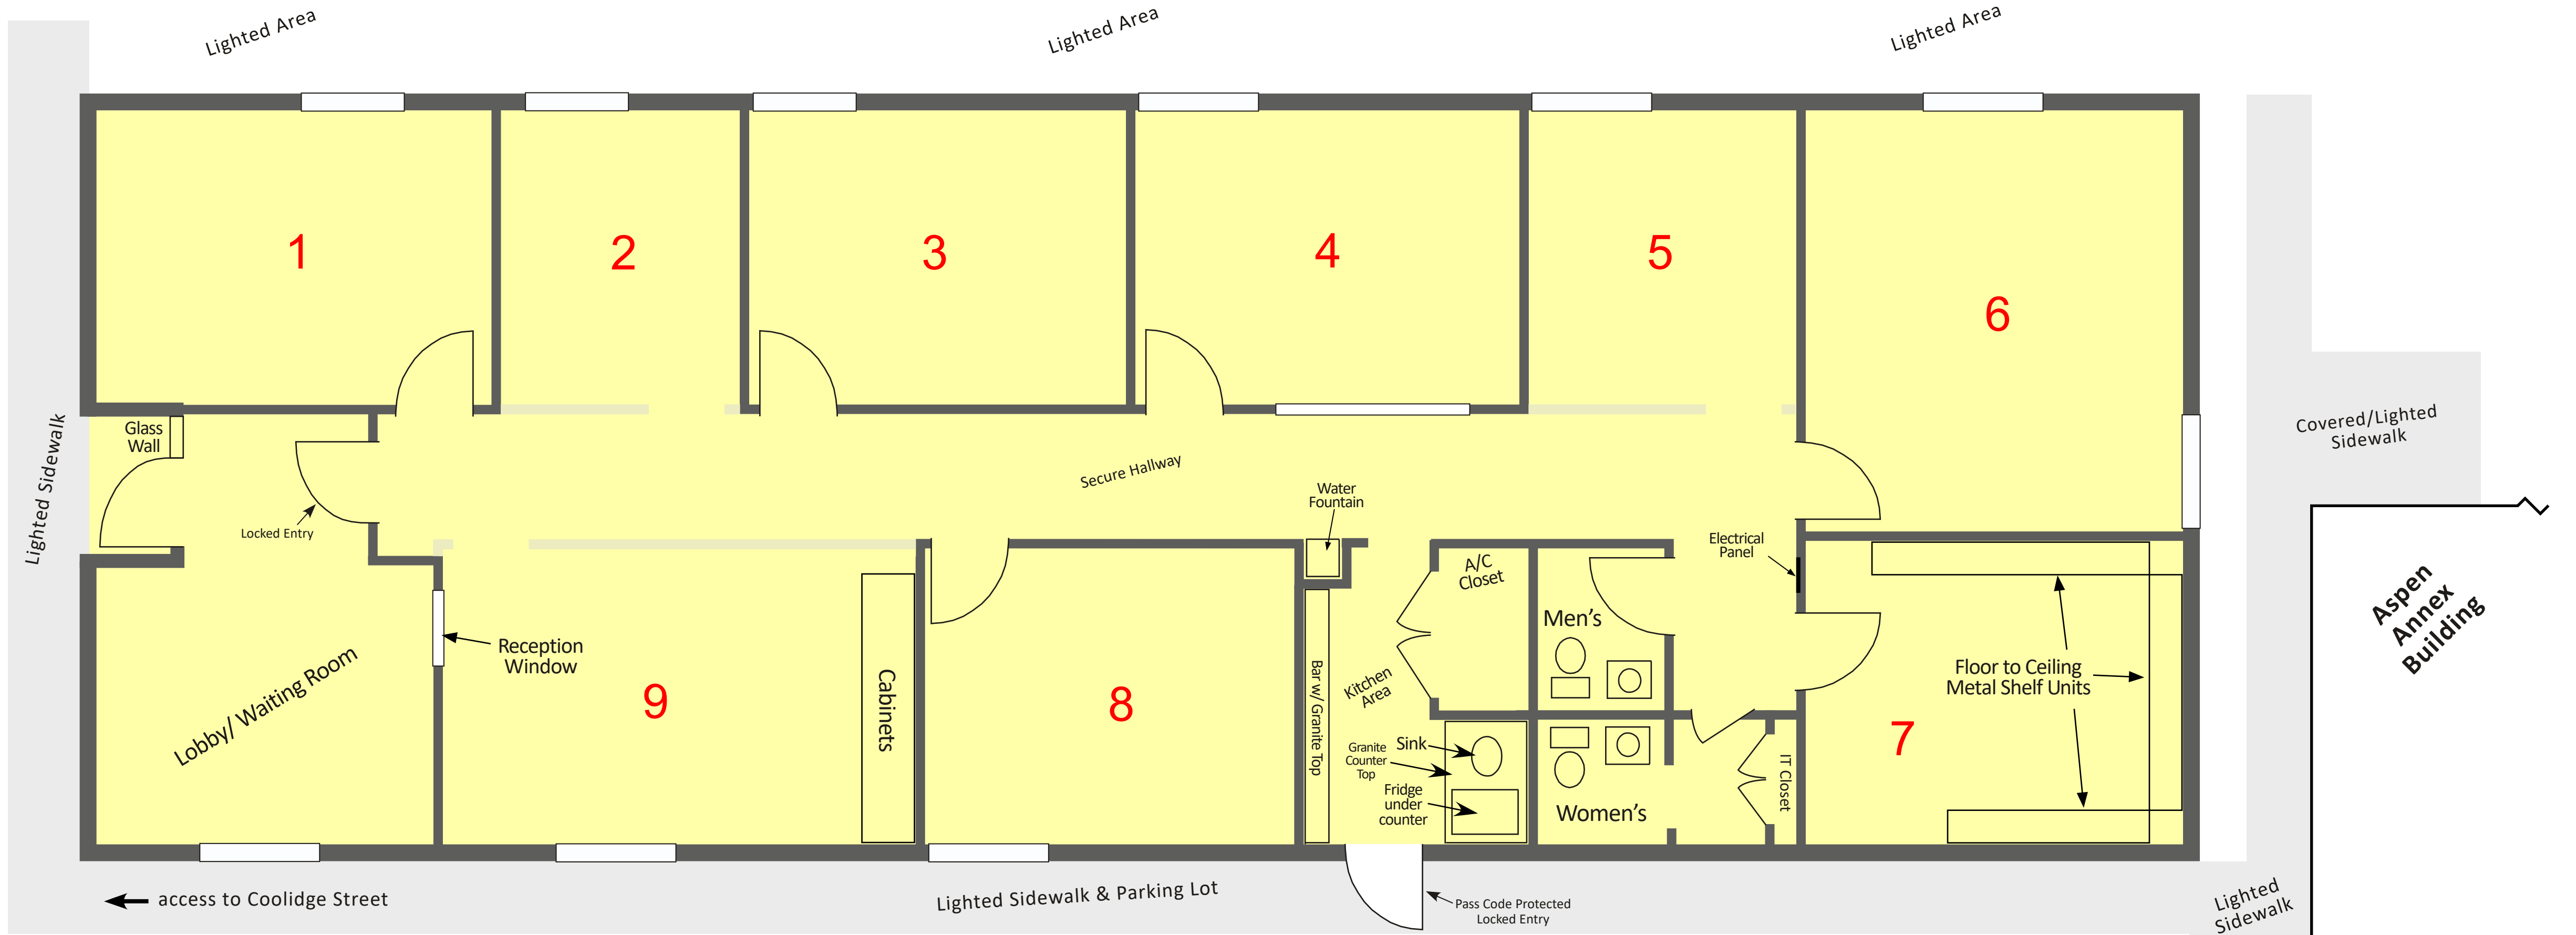 Lighted Area
Lighted Area
Lighted Area
1
2
3
4
5
6
Glass
Wall
Lighted Sidewalk
Locked Entry
Secure Hallway
Water
Fountain
Covered/Lighted
Sidewalk
Electrical
Panel
A/C
Closet
Men's
Reception
Window
Lobby/ Waiting Room
9
Cabinets
8
Bar w/ Granite Top
Kitchen
Area
Sink
Granite
Counter
Top
Fridge
under
counter
Women's
IT Closet
7
Floor to Ceiling
Metal Shelf Units
Aspen
Annex
Building
access to Coolidge Street
Lighted Sidewalk & Parking Lot
Pass Code Protected
Locked Entry
Lighted
Sidewalk